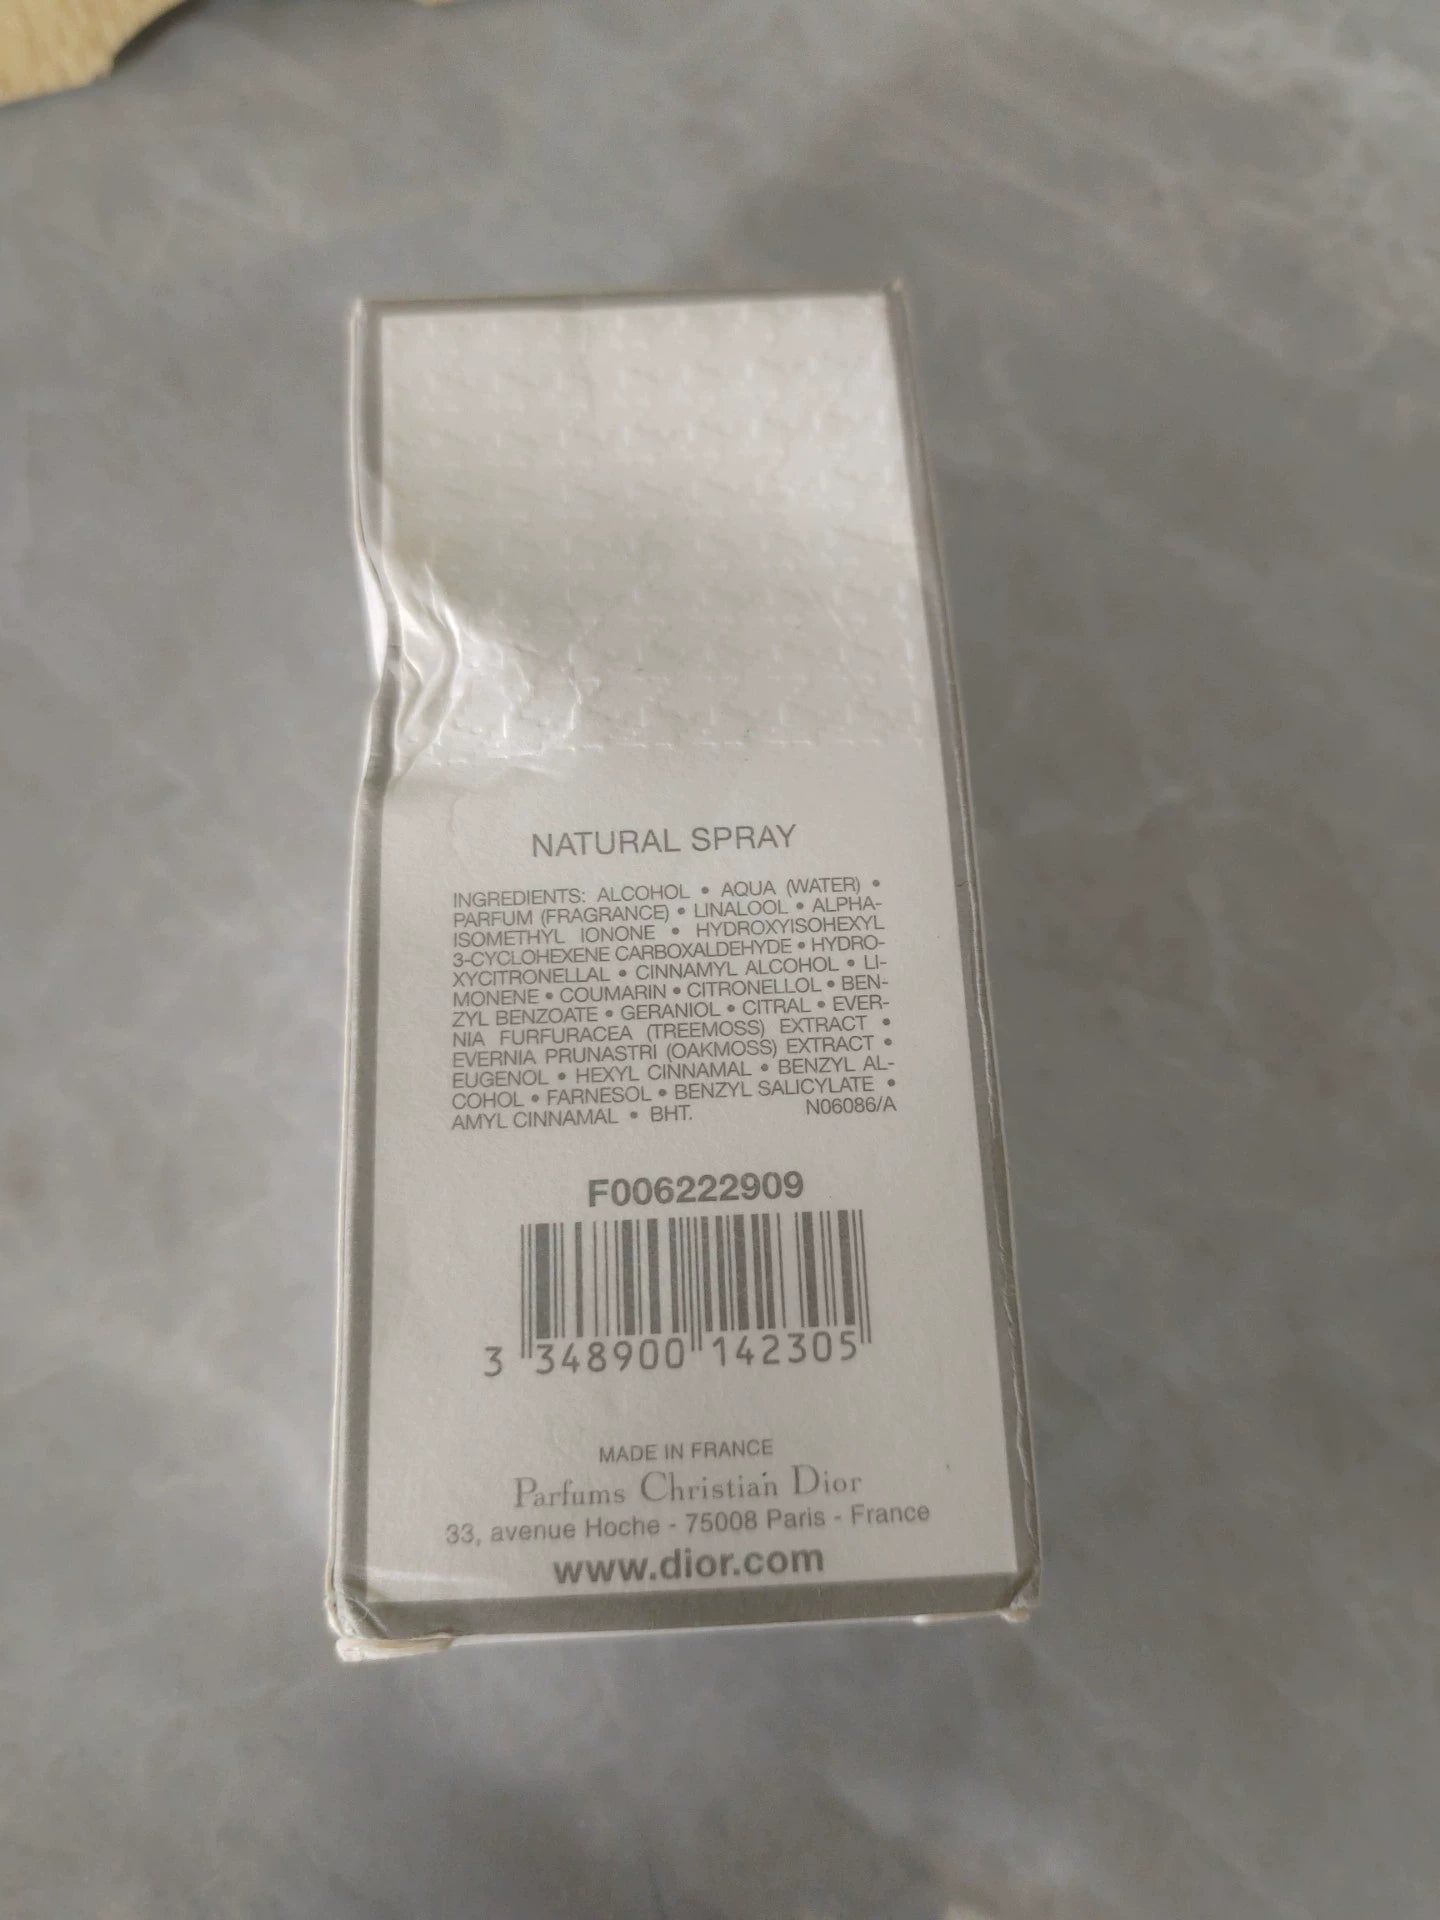 NATURAL SPRAY
INGREDIENTS: ALCOHOL • AQUA (WATER) •
PARFUM (FRAGRANCE) • LINALOOL • ALPHA-
ISOMETHYL IONONE • HYDROXYISOHEXYL
3-CYCLOHEXENE CARBOXALDEHYDE • HYDRO-
XYCITRONELLAL • CINNAMYL ALCOHOL • LI-
MONENE • COUMARIN • CITRONELLOL • BEN-
ZYL BENZOATE • GERANIOL • CITRAL • EVER-
NIA FURFURACEA (TREEMOSS) EXTRACT •
EVERNIA PRUNASTRI (OAKMOSS) EXTRACT •
EUGENOL • HEXYL CINNAMAL • BENZYL AL-
COHOL • FARNESOL • BENZYL SALICYLATE •
AMYL CINNAMAL • BHT. N06086/A
F006222909
3 348900 142305
MADE IN FRANCE
Parfums Christian Dior
33, avenue Hoche - 75008 Paris - France
www.dior.com